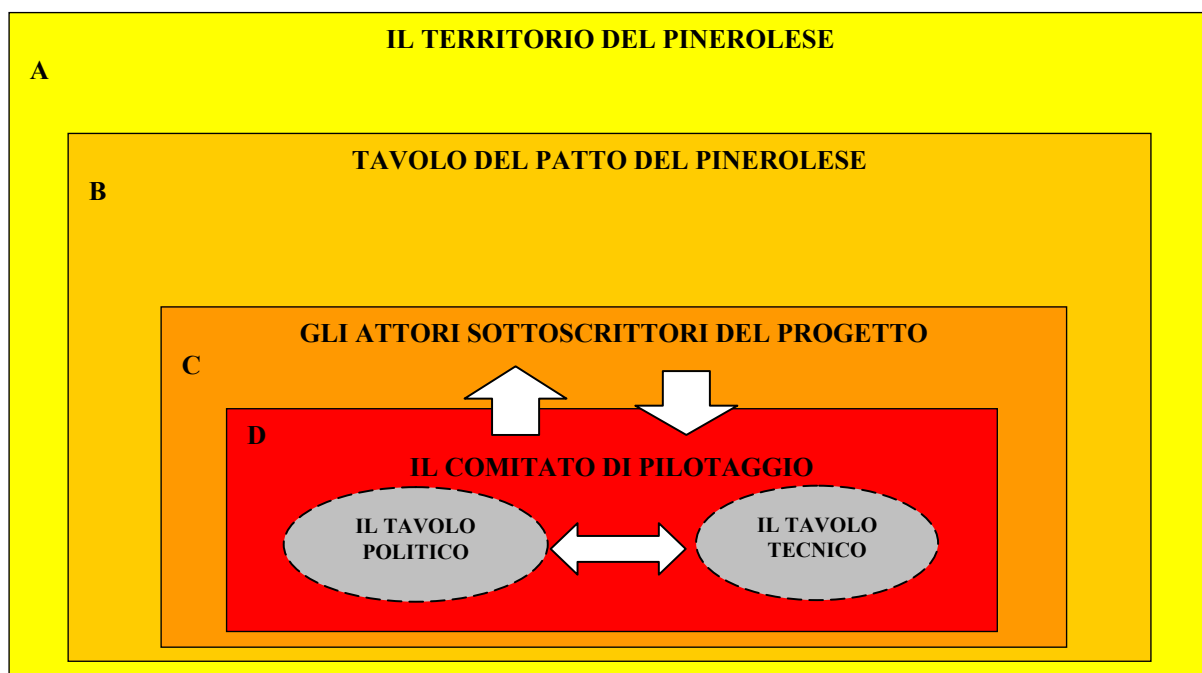 IL TERRITORIO DEL PINEROLESE
A
TAVOLO DEL PATTO DEL PINEROLESE
B
GLI ATTORI SOTTOSCRITTORI DEL PROGETTO
C
D
IL COMITATO DI PILOTAGGIO
IL TAVOLO
POLITICO
IL TAVOLO
TECNICO